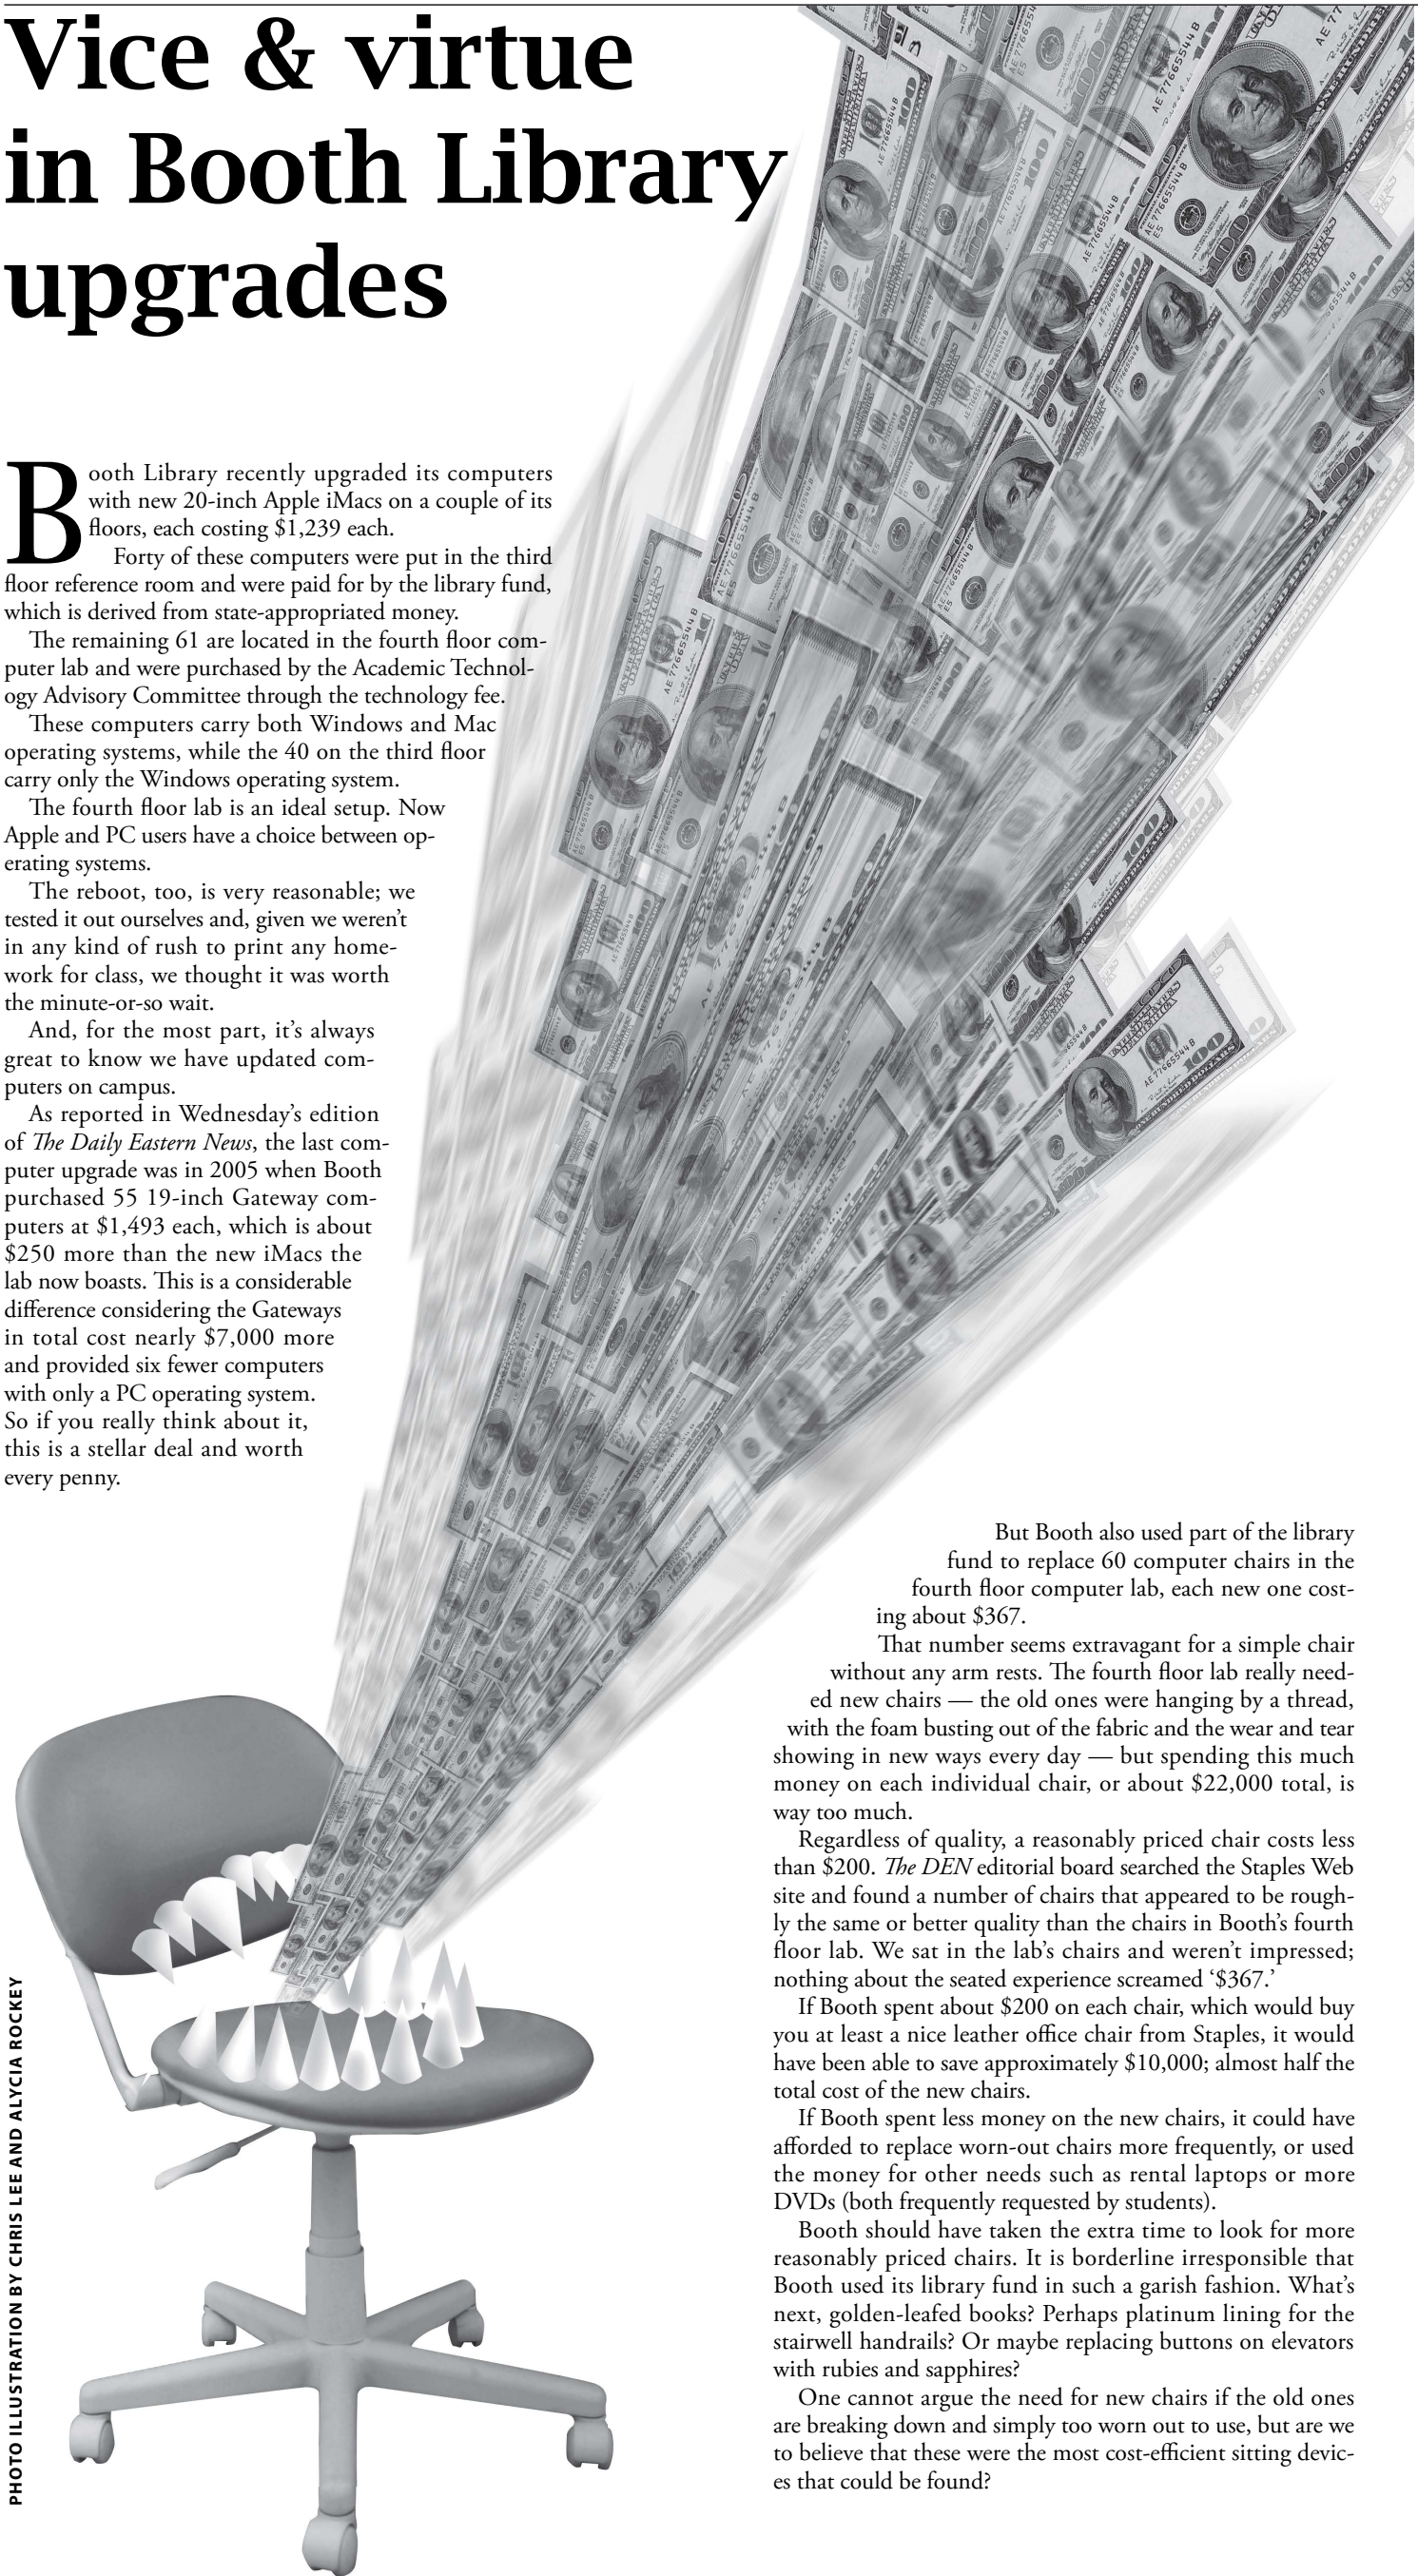 Vice & virtue
in Booth Library
upgrades
Booth Library recently upgraded its computers
with new 20-inch Apple iMacs on a couple of its
floors, each costing $1,239 each.
Forty of these computers were put in the third
floor reference room and were paid for by the library fund,
which is derived from state-appropriated money.
The remaining 61 are located in the fourth floor com-
puter lab and were purchased by the Academic Technol-
ogy Advisory Committee through the technology fee.
These computers carry both Windows and Mac
operating systems, while the 40 on the third floor
carry only the Windows operating system.
The fourth floor lab is an ideal setup. Now
Apple and PC users have a choice between op-
erating systems.
The reboot, too, is very reasonable; we
tested it out ourselves and, given we weren't
in any kind of rush to print any home-
work for class, we thought it was worth
the minute-or-so wait.
And, for the most part, it's always
great to know we have updated com-
puters on campus.
As reported in Wednesday's edition
of The Daily Eastern News, the last com-
puter upgrade was in 2005 when Booth
purchased 55 19-inch Gateway com-
puters at $1,493 each, which is about
$250 more than the new iMacs the
lab now boasts. This is a considerable
difference considering the Gateways
in total cost nearly $7,000 more
and provided six fewer computers
with only a PC operating system.
So if you really think about it,
this is a stellar deal and worth
every penny.
But Booth also used part of the library
fund to replace 60 computer chairs in the
fourth floor computer lab, each new one cost-
ing about $367.
That number seems extravagant for a simple chair
without any arm rests. The fourth floor lab really need-
ed new chairs — the old ones were hanging by a thread,
with the foam busting out of the fabric and the wear and tear
showing in new ways every day — but spending this much
money on each individual chair, or about $22,000 total, is
way too much.
Regardless of quality, a reasonably priced chair costs less
than $200. The DEN editorial board searched the Staples Web
site and found a number of chairs that appeared to be rough-
ly the same or better quality than the chairs in Booth's fourth
floor lab. We sat in the lab's chairs and weren't impressed;
nothing about the seated experience screamed '$367.'
If Booth spent about $200 on each chair, which would buy
you at least a nice leather office chair from Staples, it would
have been able to save approximately $10,000; almost half the
total cost of the new chairs.
If Booth spent less money on the new chairs, it could have
afforded to replace worn-out chairs more frequently, or used
the money for other needs such as rental laptops or more
DVDs (both frequently requested by students).
Booth should have taken the extra time to look for more
reasonably priced chairs. It is borderline irresponsible that
Booth used its library fund in such a garish fashion. What's
next, golden-leafed books? Perhaps platinum lining for the
stairwell handrails? Or maybe replacing buttons on elevators
with rubies and sapphires?
One cannot argue the need for new chairs if the old ones
are breaking down and simply too worn out to use, but are we
to believe that these were the most cost-efficient sitting devic-
es that could be found?
PHOTO ILLUSTRATION BY CHRIS LEE AND ALYCIA ROCKEY
AE 77665544 B
E5
100
ONE HUNDRED DOLLARS